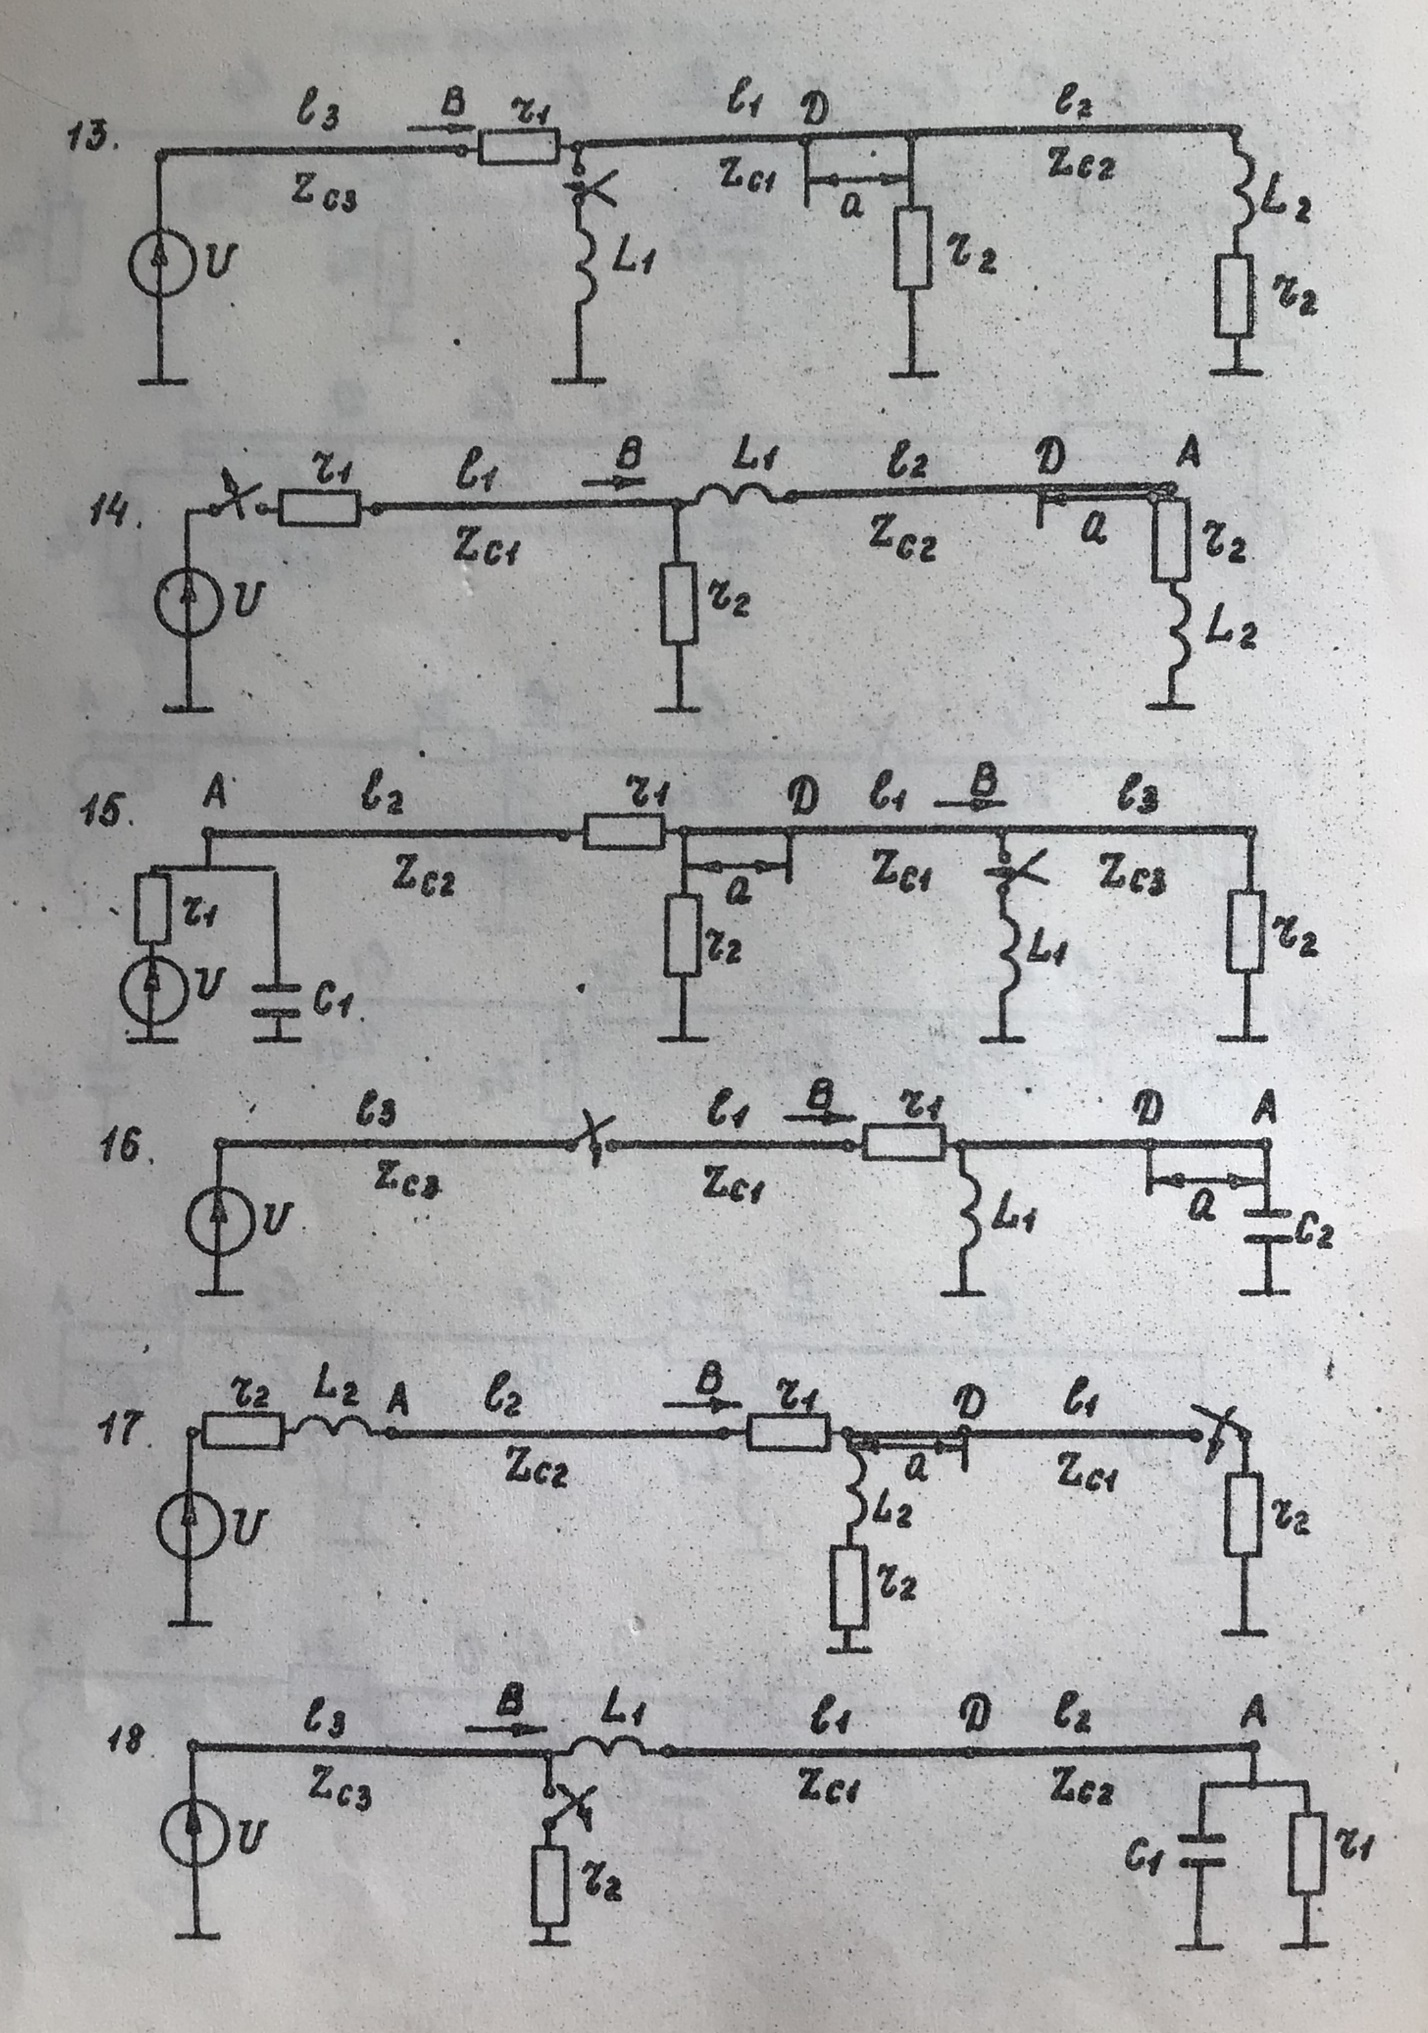 13. l3 B r1 l1 D l2
Zc3 Zc1 a Zc2 L2
U L1 r2 r2
14. r1 l1 B L1 l2 D A
Zc1 Zc2 a r2
U r2 L2
15. A l2 r1 D l1 B l3
Zc2 a Zc1 Zc3
r1 r2 L1 r2
U C1
16. l3 l1 B r1 D A
Zc3 Zc1 a
U L1 C2
17. r2 L2 A l2 B r1 D l1
Zc2 a Zc1
U L2 r2
r2
18. l3 B L1 l1 D l2 A
Zc3 Zc1 Zc2
U r2 C1 r1